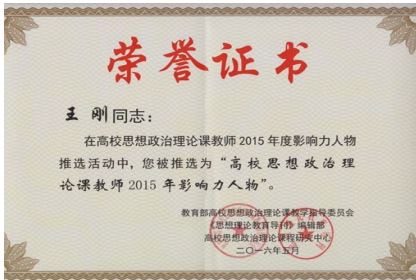 荣誉证书
王刚同志:
在高校思想政治理论课教师2015年度影响力人物
推选活动中,您被推选为“高校思想政治理
论课教师2015年影响力人物”。
教育部高校思想政治理论课教学指导委员会
《思想理论教育导刊》编辑部
高校思想政治理论课程研究中心
二〇一六年五月